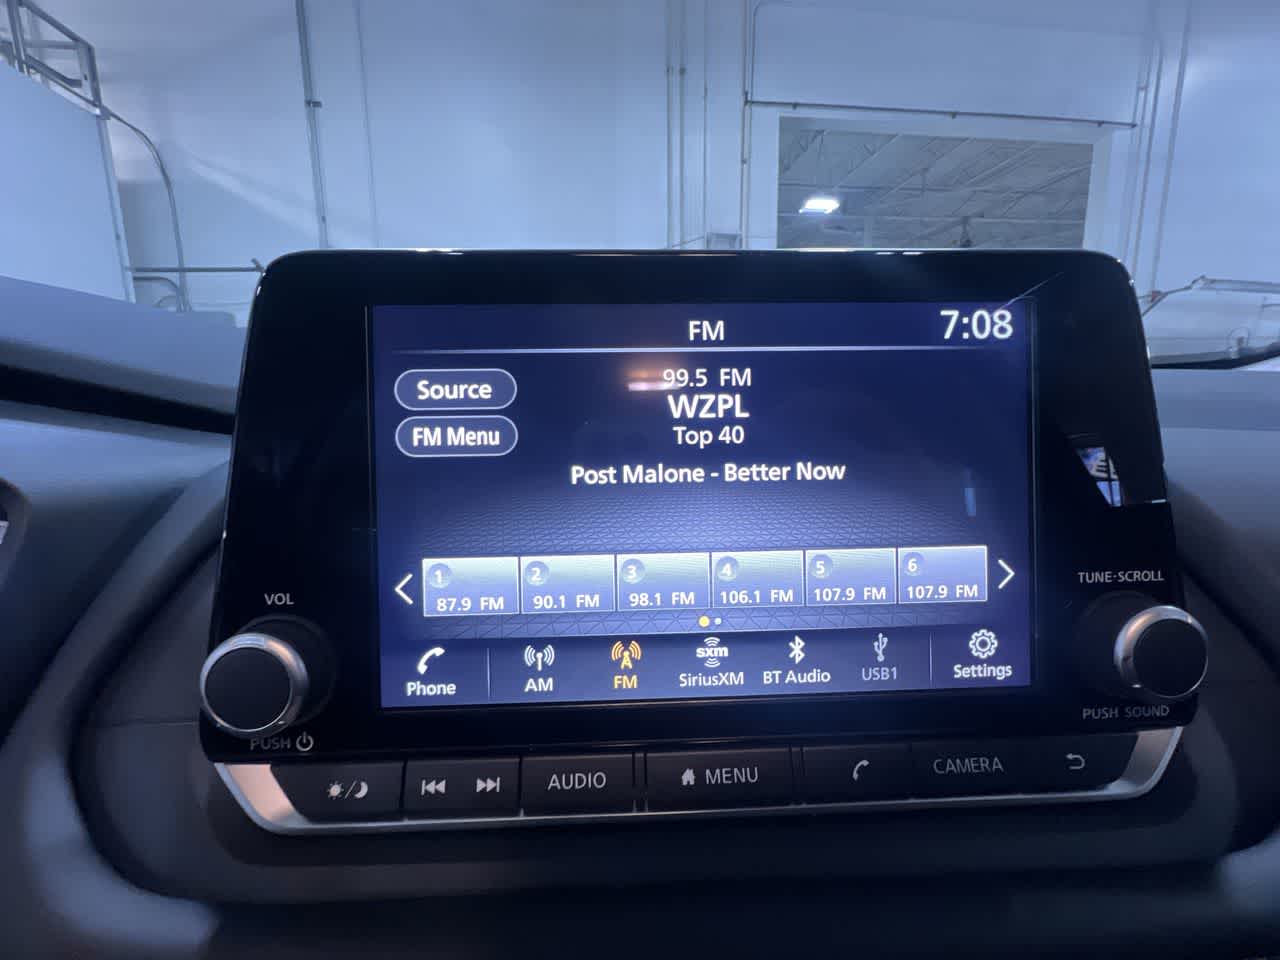 FM
7:08
Source
FM Menu
99.5 FM
WZPL
Top 40
Post Malone - Better Now
1 87.9 FM
2 90.1 FM
3 98.1 FM
4 106.1 FM
5 107.9 FM
6 107.9 FM
Phone
AM
FM
sxm
SiriusXM
BT Audio
USB1
Settings
VOL
PUSH
TUNE·SCROLL
PUSH SOUND
AUDIO
MENU
CAMERA